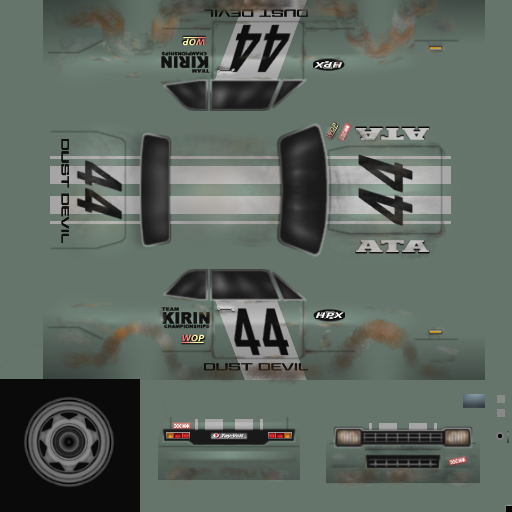 DUST DEVIL
44
WOP
TEAM
KIRIN
CHAMPIONSHIPS
HPX
WOP
ATA
DUST DEVIL
44
44
ATA
TEAM
KIRIN
CHAMPIONSHIPS
HPX
WOP
44
DUST DEVIL